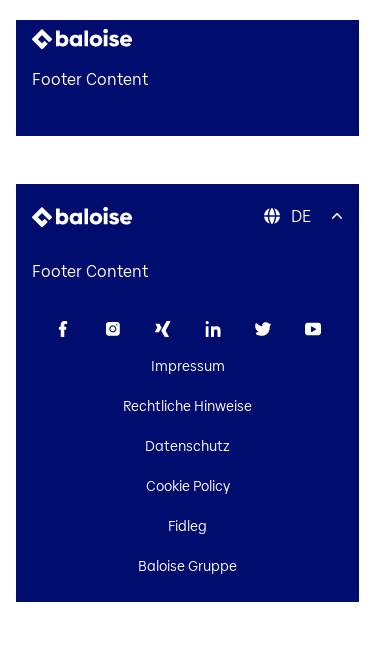 baloise
Footer Content
baloise
DE
Footer Content
Impressum
Rechtliche Hinweise
Datenschutz
Cookie Policy
Fidleg
Baloise Gruppe